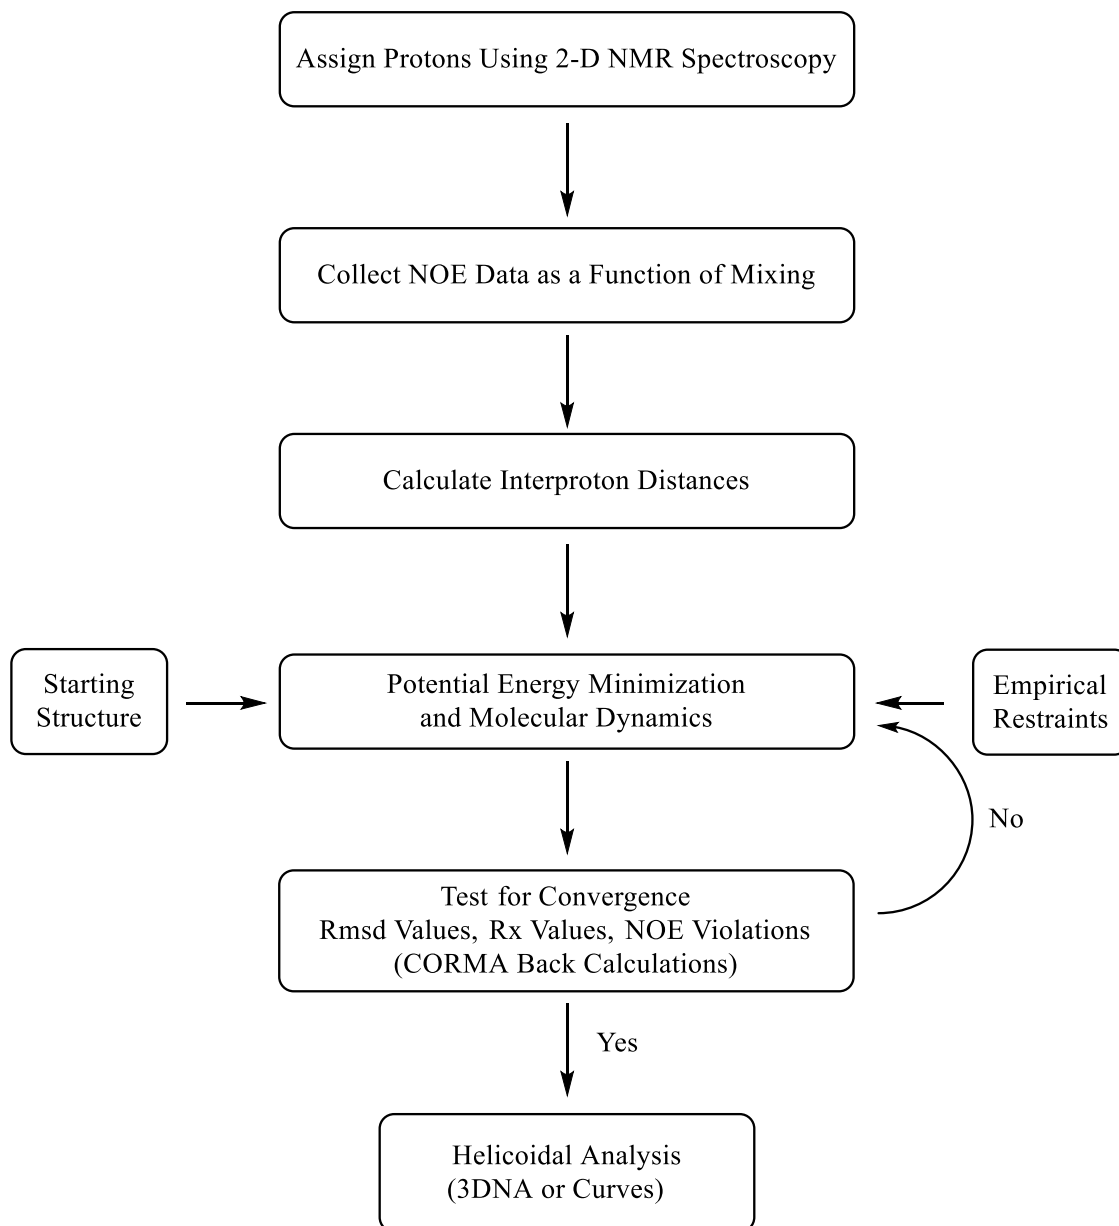 Assign Protons Using 2-D NMR Spectroscopy
Collect NOE Data as a Function of Mixing
Calculate Interproton Distances
Starting
Structure
Potential Energy Minimization
and Molecular Dynamics
Empirical
Restraints
No
Test for Convergence
Rmsd Values, Rx Values, NOE Violations
(CORMA Back Calculations)
Yes
Helicoidal Analysis
(3DNA or Curves)